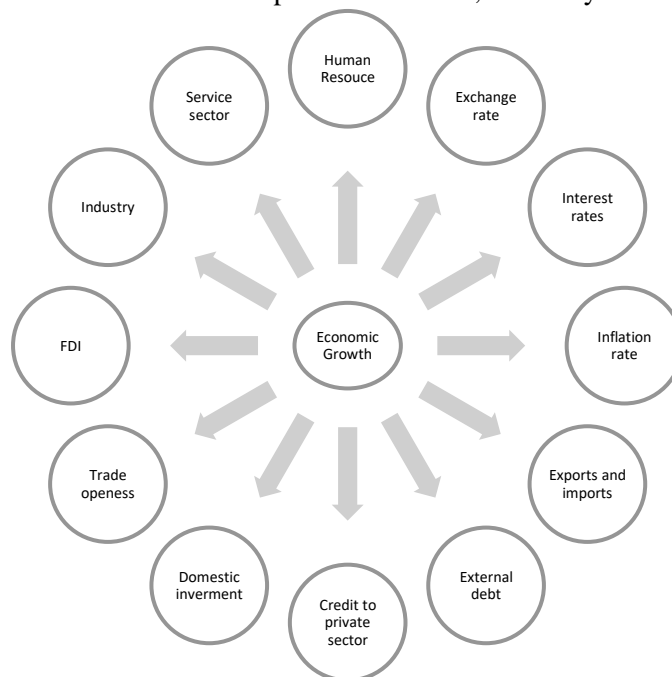 Human
Resouce
Exchange
rate
Interest
rates
Inflation
rate
Exports and
imports
External
debt
Credit to
private
sector
Domestic
inverment
Trade
openess
FDI
Industry
Service
sector
Economic
Growth